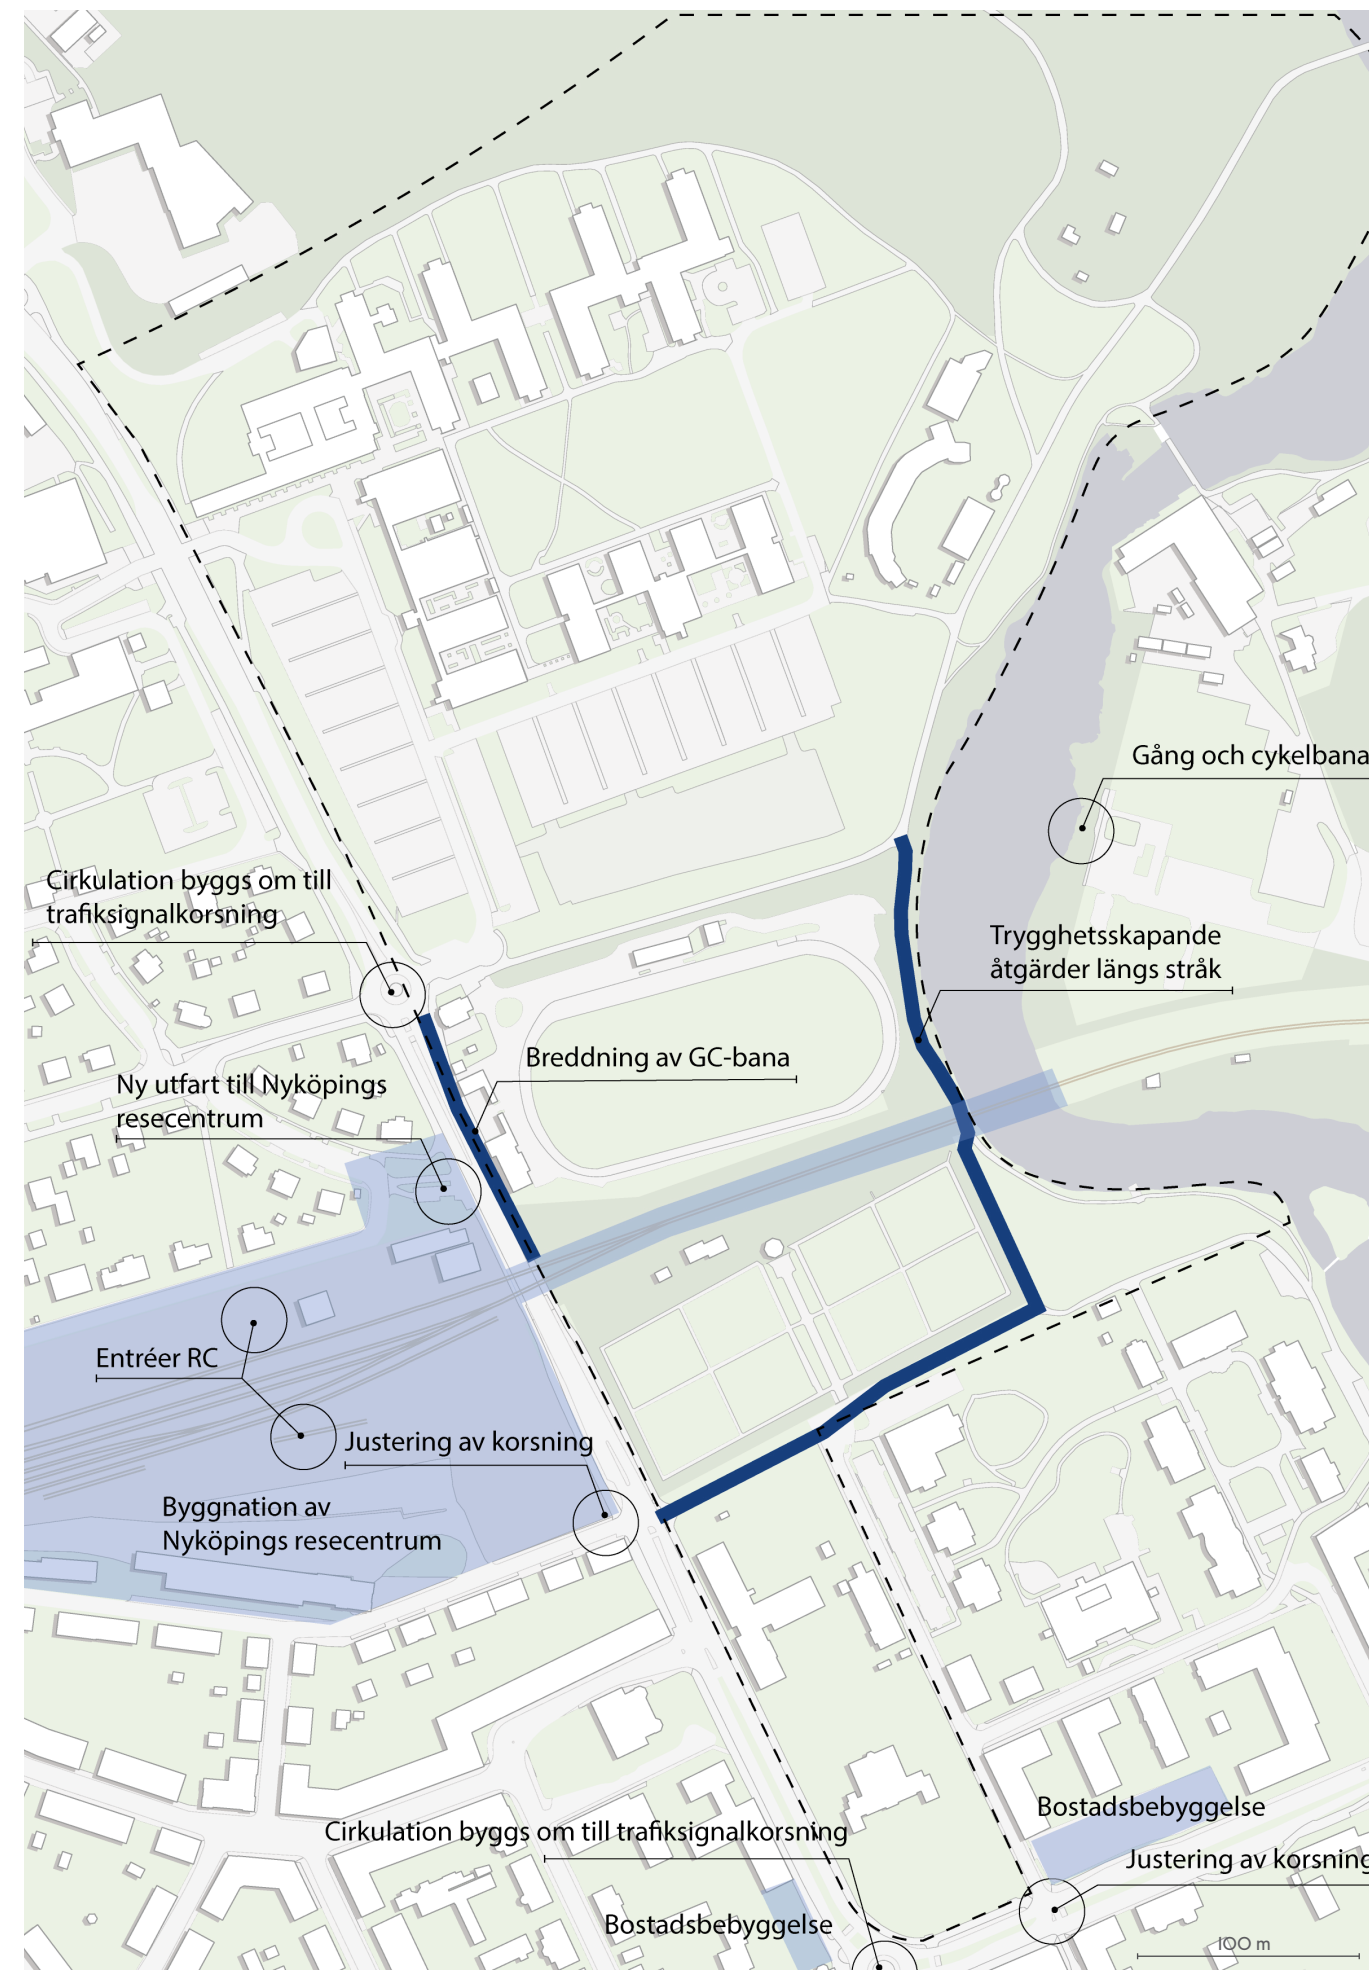 Gång och cykelbana
Cirkulation byggs om till
trafiksignalkorsning
Trygghetsskapande
åtgärder längs stråk
Breddning av GC-bana
Ny utfart till Nyköpings
resecentrum
Entréer RC
Justering av korsning
Byggnation av
Nyköpings resecentrum
Bostadsbebyggelse
Cirkulation byggs om till trafiksignalkorsning
Justering av korsning
Bostadsbebyggelse
100 m